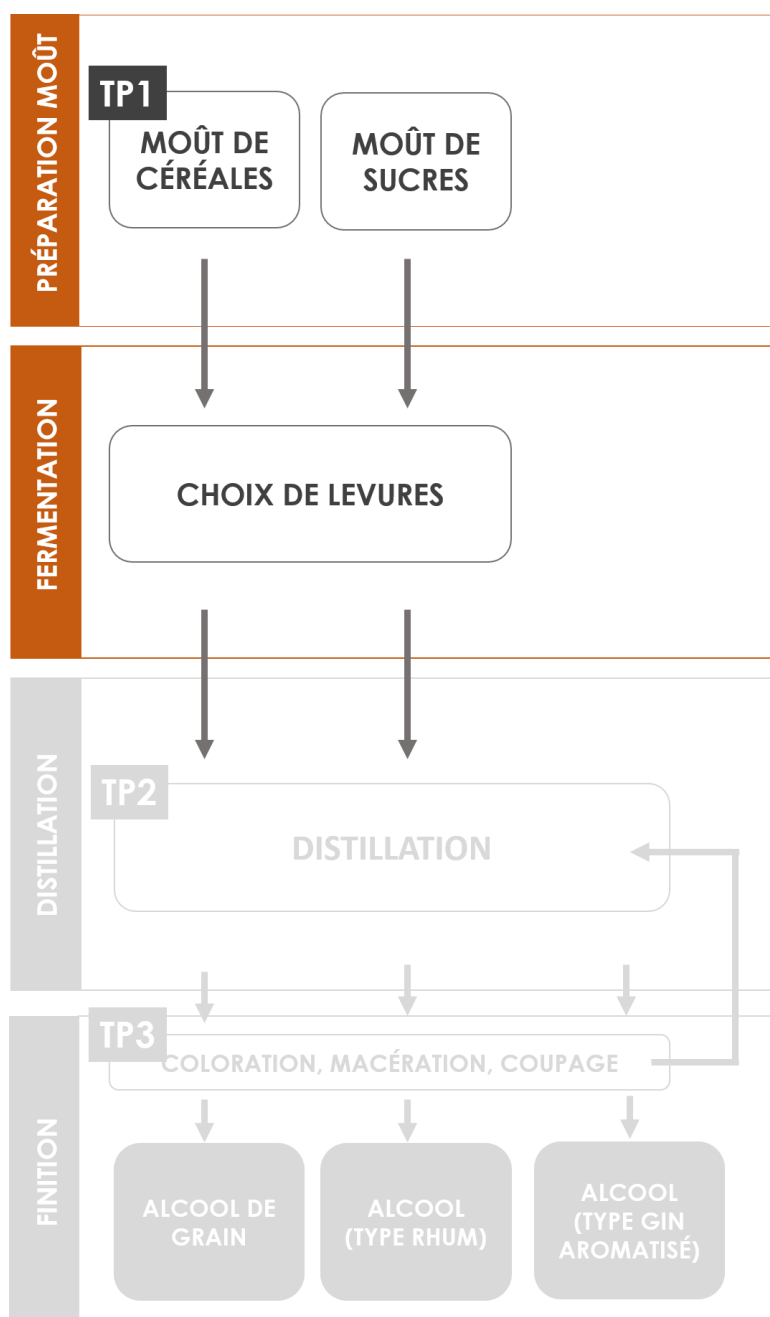 PRÉPARATION MOÛT
TP1
MOÛT DE
CÉRÉALES
MOÛT DE
SUCRES
FERMENTATION
CHOIX DE LEVURES
DISTILLATION
TP2
DISTILLATION
FINITION
TP3
COLORATION, MACÉRATION, COUPAGE
ALCOOL DE
GRAIN
ALCOOL
(TYPE RHUM)
ALCOOL
(TYPE GIN
AROMATISÉ)